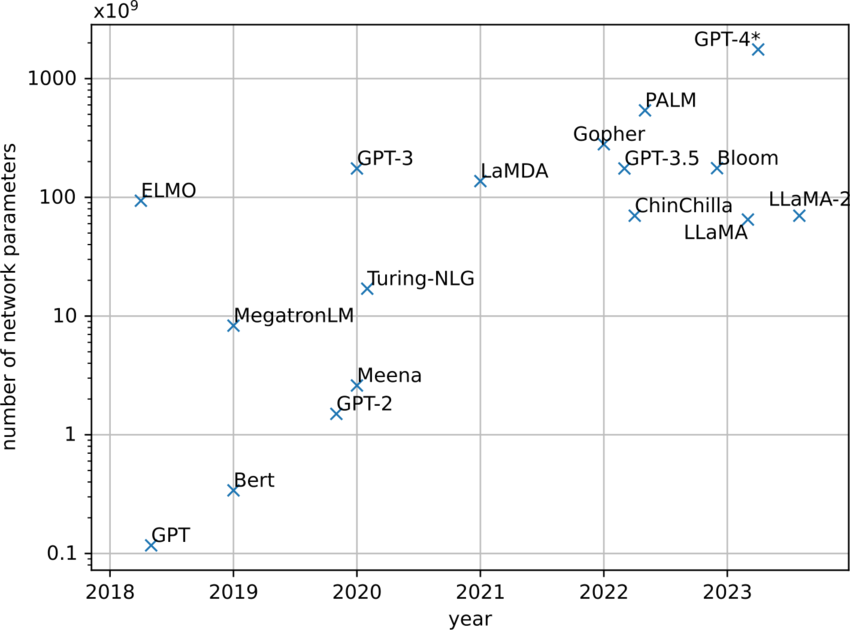 x10⁹
GPT-4*
1000
PALM
Gopher
GPT-3
GPT-3.5
Bloom
LaMDA
ELMO
100
ChinChilla
LLaMA-2
LLaMA
Turing-NLG
MegatronLM
10
Meena
GPT-2
1
Bert
GPT
0.1
number of network parameters
2018 2019 2020 2021 2022 2023
year